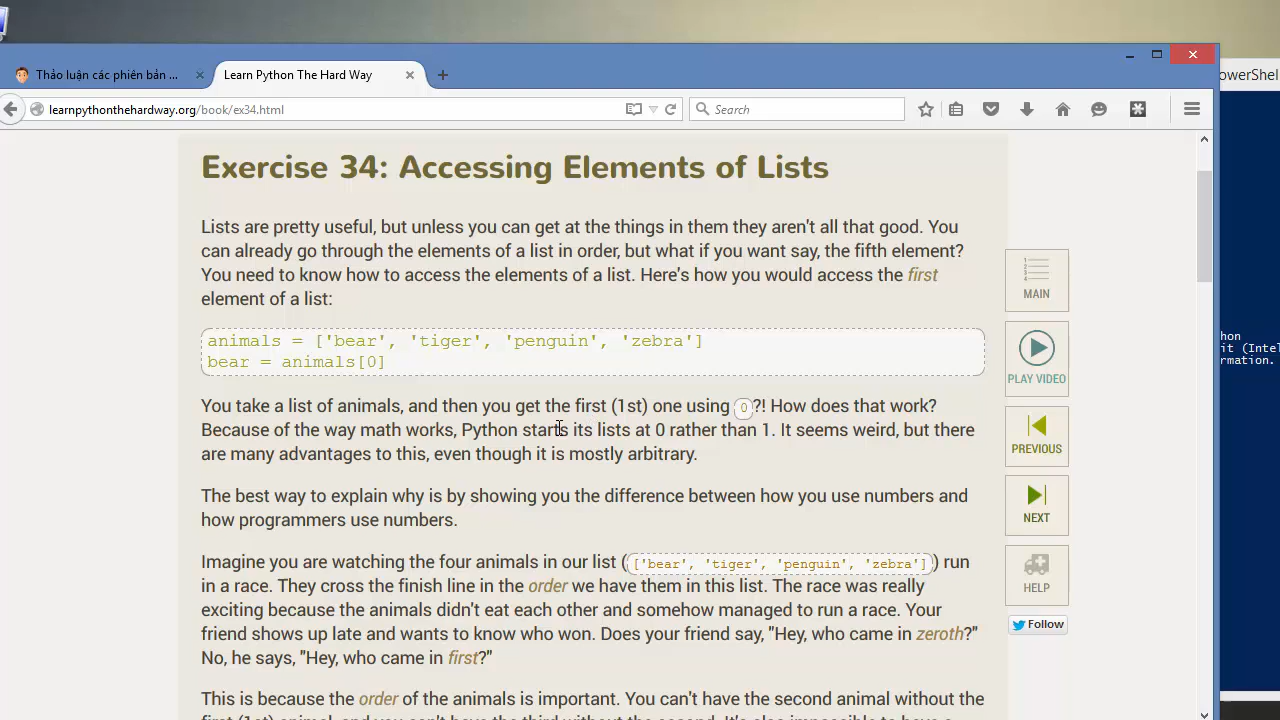 Thảo luận các phiên bản ...
Learn Python The Hard Way
owerShel
learnpythonthehardway.org/book/ex34.html
Search
Exercise 34: Accessing Elements of Lists
Lists are pretty useful, but unless you can get at the things in them they aren't all that good. You
can already go through the elements of a list in order, but what if you want say, the fifth element?
You need to know how to access the elements of a list. Here's how you would access the first
element of a list:
animals = ['bear', 'tiger', 'penguin', 'zebra']
bear = animals[0]
You take a list of animals, and then you get the first (1st) one using 0?! How does that work?
Because of the way math works, Python starts its lists at 0 rather than 1. It seems weird, but there
are many advantages to this, even though it is mostly arbitrary.
The best way to explain why is by showing you the difference between how you use numbers and
how programmers use numbers.
Imagine you are watching the four animals in our list (['bear', 'tiger', 'penguin', 'zebra']) run
in a race. They cross the finish line in the order we have them in this list. The race was really
exciting because the animals didn't eat each other and somehow managed to run a race. Your
friend shows up late and wants to know who won. Does your friend say, "Hey, who came in zeroth?"
No, he says, "Hey, who came in first?"
This is because the order of the animals is important. You can't have the second animal without the
MAIN
PLAY VIDEO
PREVIOUS
NEXT
HELP
Follow
hon
it (Intel
rmation.